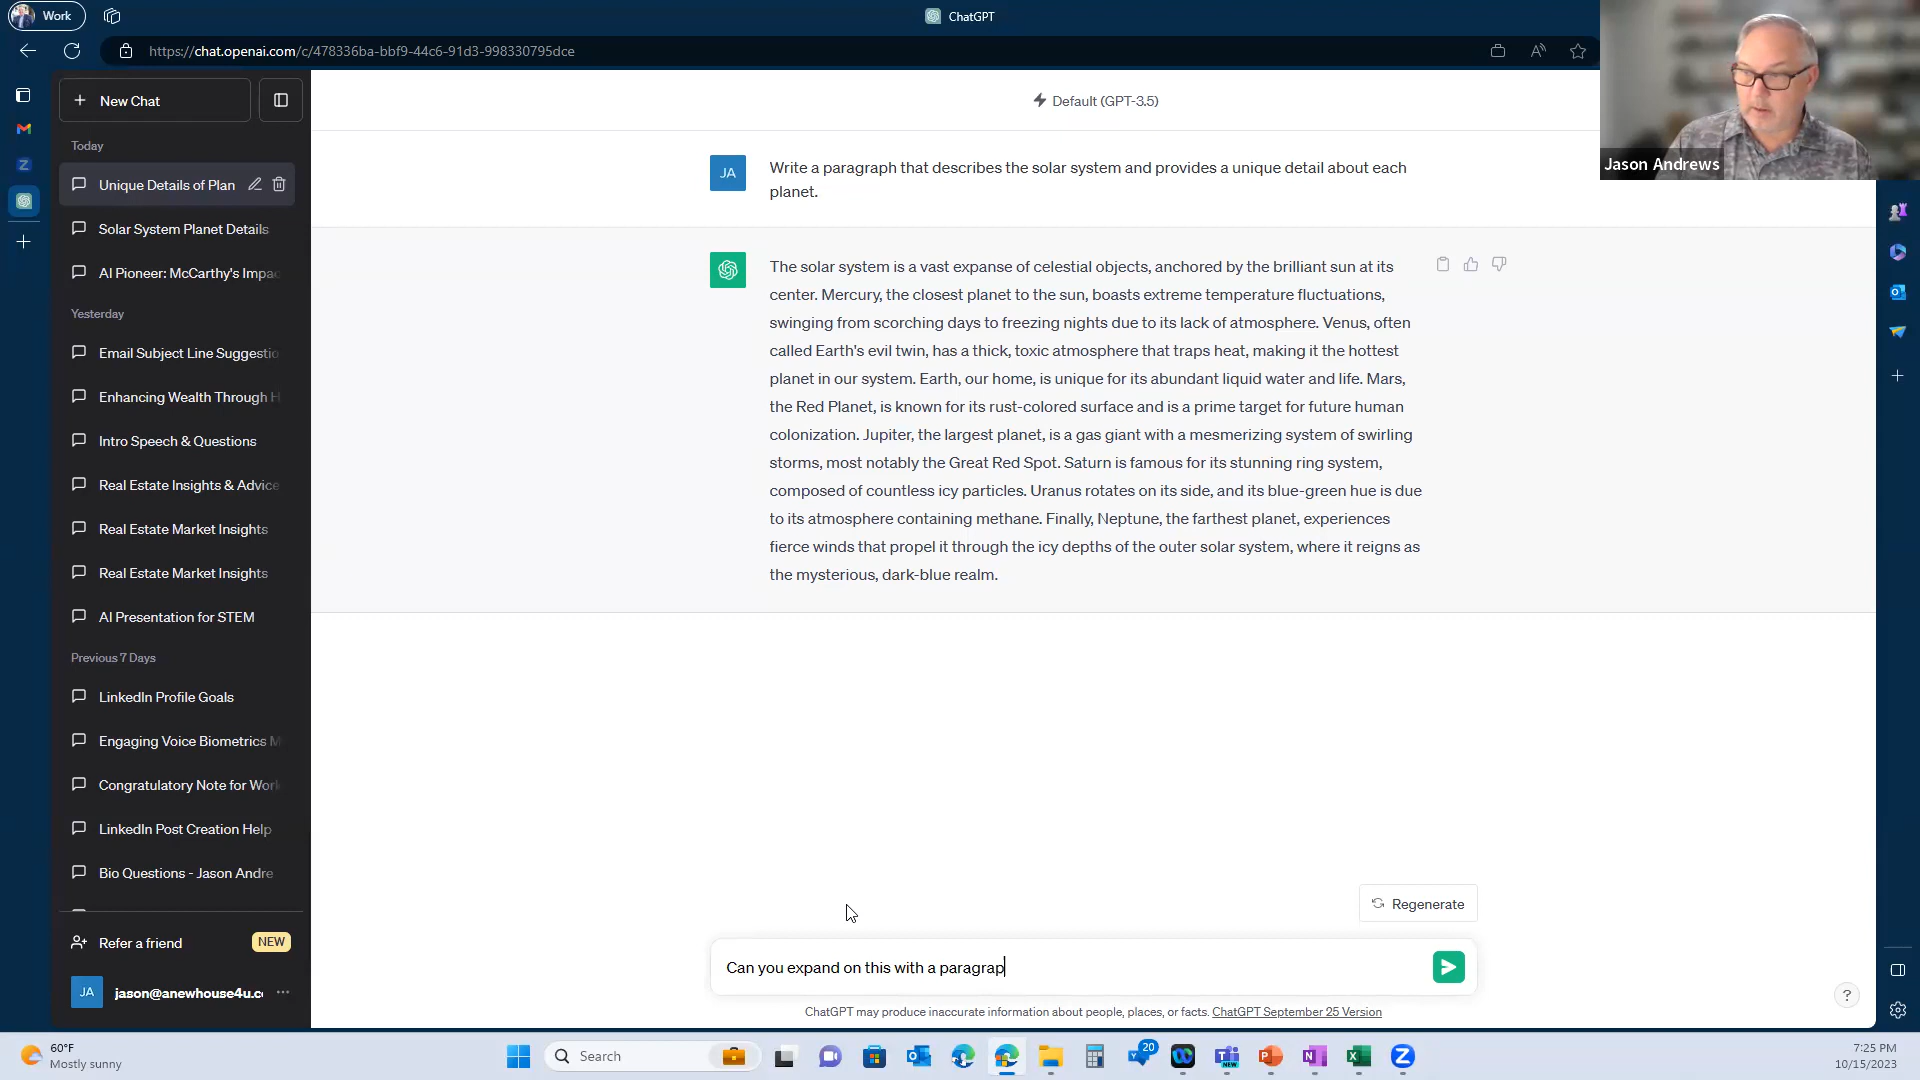 Work
ChatGPT
https://chat.openai.com/c/478336ba-bbf9-44c6-91d3-998330795dce
New Chat
Default (GPT-3.5)
Jason Andrews
Today
Unique Details of Plan
Solar System Planet Details
AI Pioneer: McCarthy's Impac
Yesterday
Email Subject Line Suggestio
Enhancing Wealth Through H
Intro Speech & Questions
Real Estate Insights & Advice
Real Estate Market Insights
Real Estate Market Insights
AI Presentation for STEM
Previous 7 Days
LinkedIn Profile Goals
Engaging Voice Biometrics M
Congratulatory Note for Work
LinkedIn Post Creation Help
Bio Questions - Jason Andre
Refer a friend
NEW
JA
jason@anewhouse4u.co
JA
Write a paragraph that describes the solar system and provides a unique detail about each
planet.
The solar system is a vast expanse of celestial objects, anchored by the brilliant sun at its
center. Mercury, the closest planet to the sun, boasts extreme temperature fluctuations,
swinging from scorching days to freezing nights due to its lack of atmosphere. Venus, often
called Earth's evil twin, has a thick, toxic atmosphere that traps heat, making it the hottest
planet in our system. Earth, our home, is unique for its abundant liquid water and life. Mars,
the Red Planet, is known for its rust-colored surface and is a prime target for future human
colonization. Jupiter, the largest planet, is a gas giant with a mesmerizing system of swirling
storms, most notably the Great Red Spot. Saturn is famous for its stunning ring system,
composed of countless icy particles. Uranus rotates on its side, and its blue-green hue is due
to its atmosphere containing methane. Finally, Neptune, the farthest planet, experiences
fierce winds that propel it through the icy depths of the outer solar system, where it reigns as
the mysterious, dark-blue realm.
Regenerate
Can you expand on this with a paragrap
ChatGPT may produce inaccurate information about people, places, or facts. ChatGPT September 25 Version
?
60°F
Mostly sunny
Search
20
NEW
7:25 PM
10/15/2023